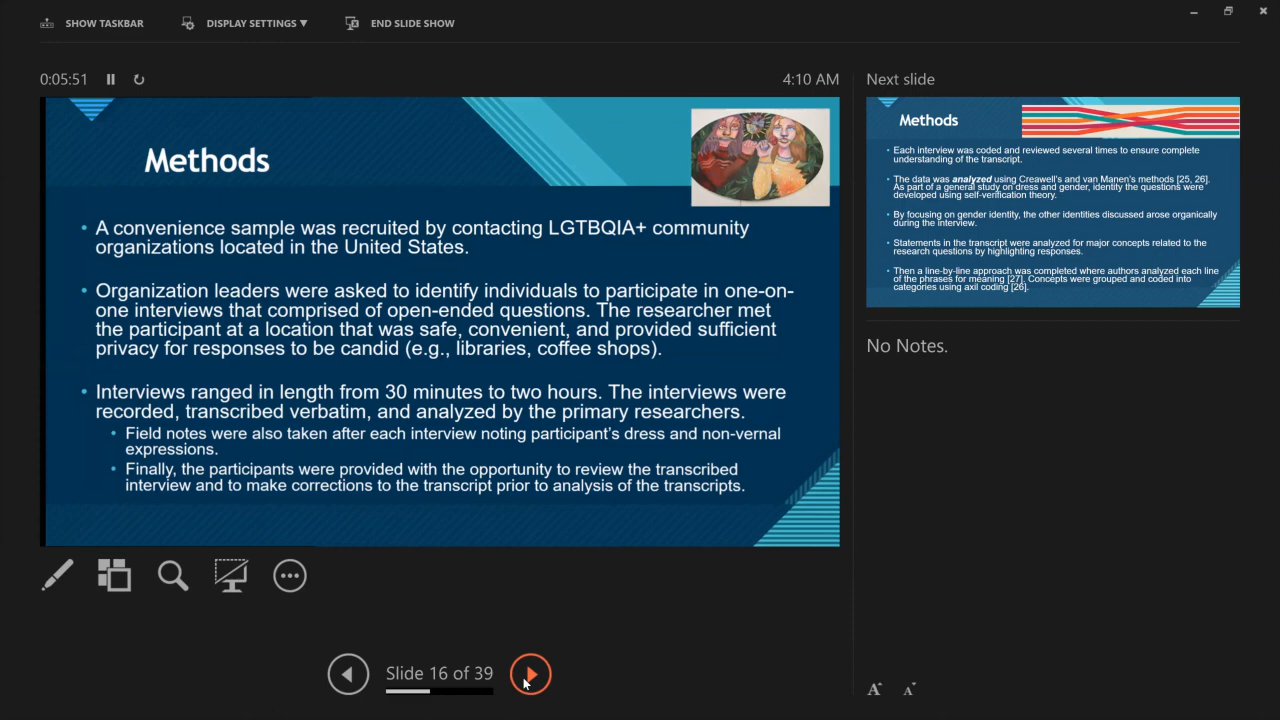 SHOW TASKBAR
DISPLAY SETTINGS ▼
END SLIDE SHOW
0:05:51
4:10 AM
Methods
• A convenience sample was recruited by contacting LGTBQIA+ community
organizations located in the United States.
• Organization leaders were asked to identify individuals to participate in one-on-
one interviews that comprised of open-ended questions. The researcher met
the participant at a location that was safe, convenient, and provided sufficient
privacy for responses to be candid (e.g., libraries, coffee shops).
• Interviews ranged in length from 30 minutes to two hours. The interviews were
recorded, transcribed verbatim, and analyzed by the primary researchers.
• Field notes were also taken after each interview noting participant's dress and non-vernal
expressions.
• Finally, the participants were provided with the opportunity to review the transcribed
interview and to make corrections to the transcript prior to analysis of the transcripts.
Slide 16 of 39
Next slide
Methods
• Each interview was coded and reviewed several times to ensure complete
understanding of the transcript.
• The data was analyzed using Creawell's and van Manen's methods [25, 26].
As part of a general study on dress and gender, identity the questions were
developed using self-verification theory.
• By focusing on gender identity, the other identities discussed arose organically
during the interview.
• Statements in the transcript were analyzed for major concepts related to the
research questions by highlighting responses.
• Then a line-by-line approach was completed where authors analyzed each line
of the phrases for meaning [27]. Concepts were grouped and coded into
categories using axil coding [26].
No Notes.
A A